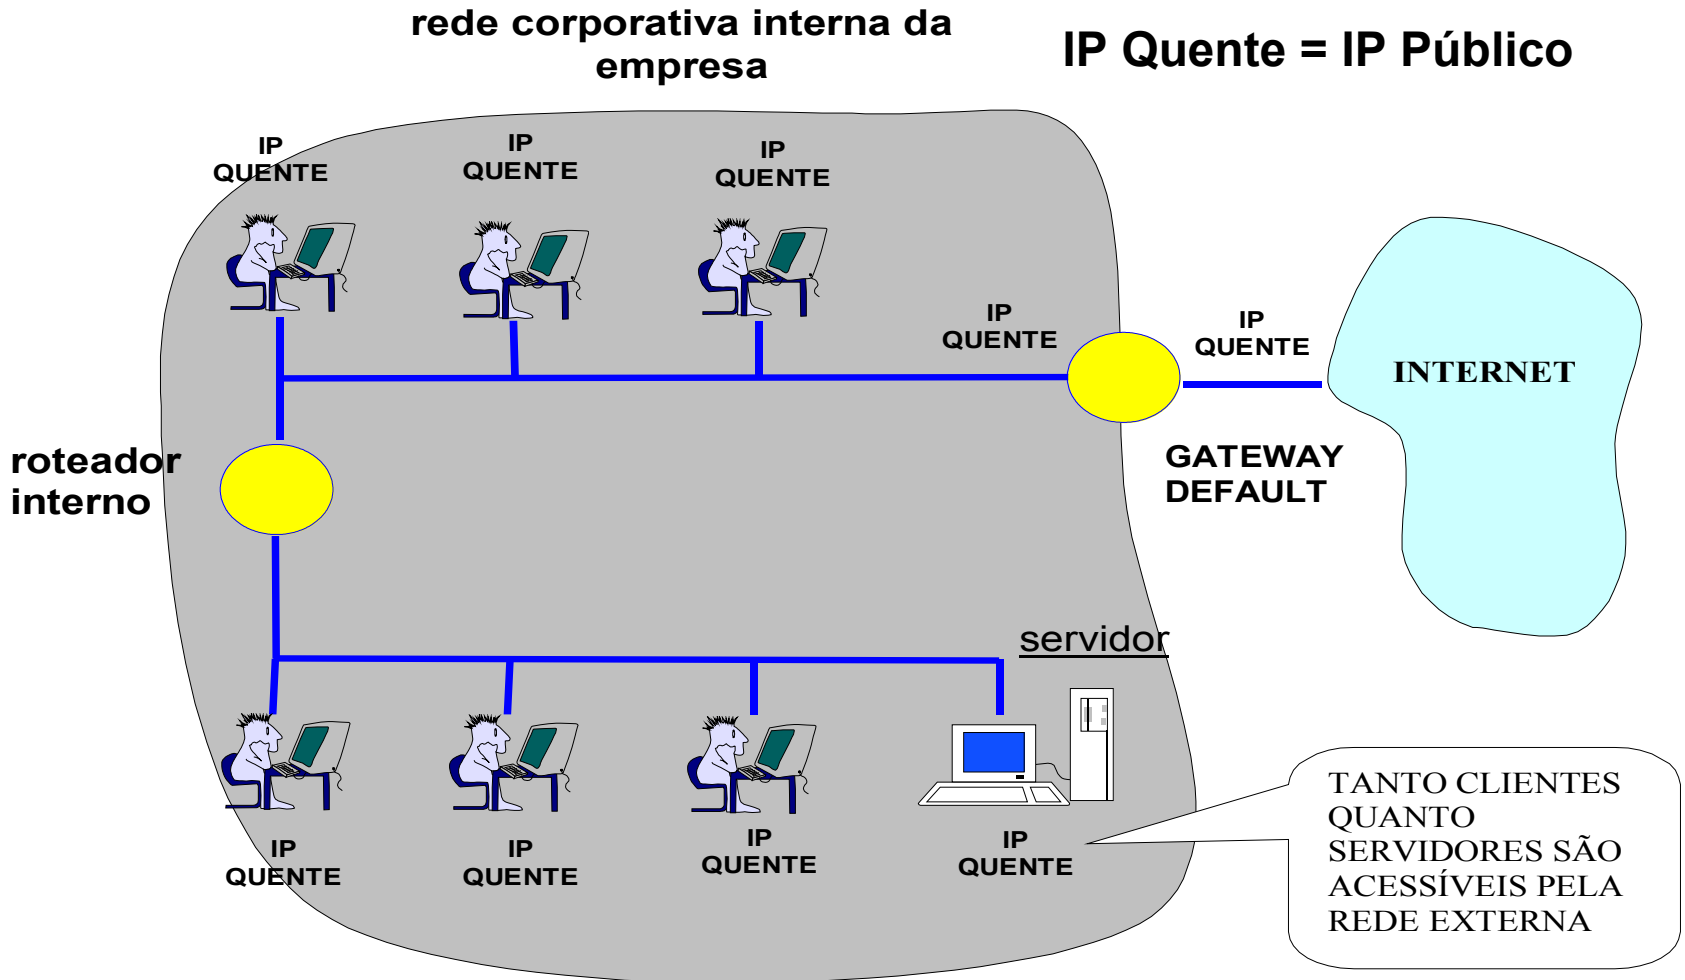 rede corporativa interna da
empresa
IP Quente = IP Público
IP
QUENTE
IP
QUENTE
IP
QUENTE
IP
QUENTE
IP
QUENTE
INTERNET
roteador
interno
GATEWAY
DEFAULT
servidor
IP
QUENTE
IP
QUENTE
IP
QUENTE
IP
QUENTE
TANTO CLIENTES
QUANTO
SERVIDORES SÃO
ACESSÍVEIS PELA
REDE EXTERNA